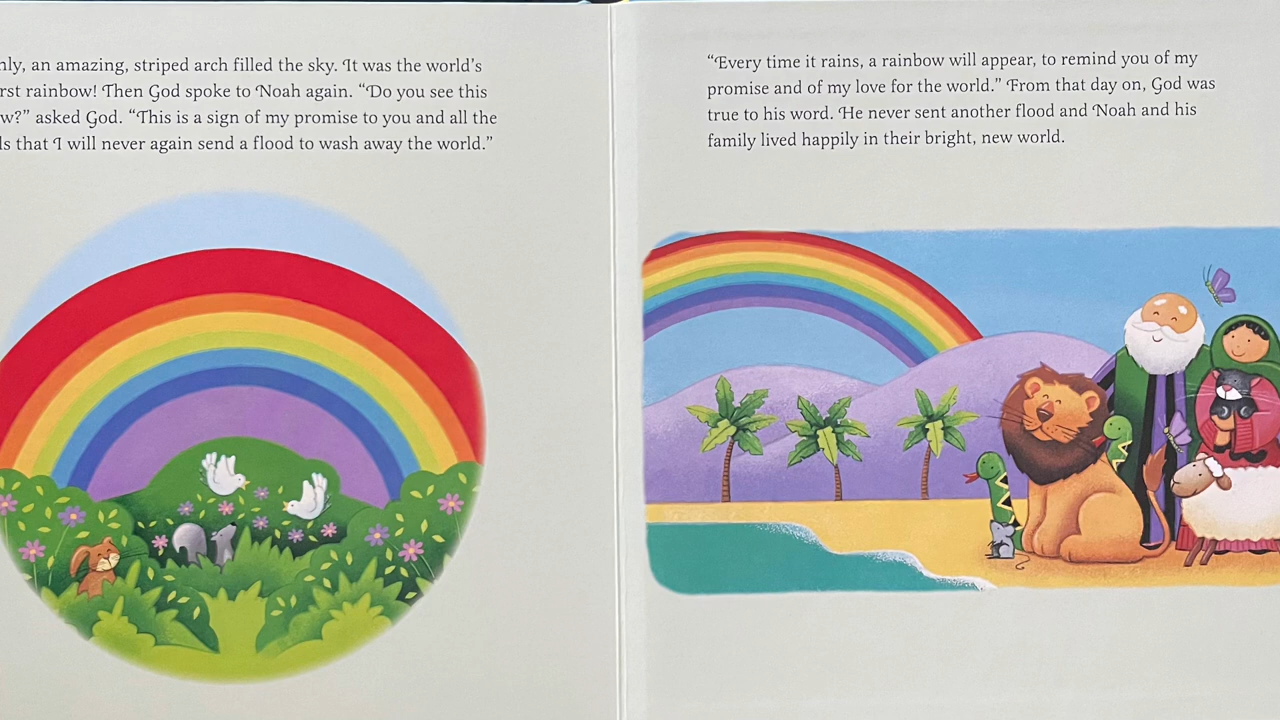 an amazing, striped arch filled the sky. It was the world's
rainbow! Then God spoke to Noah again. “Do you see this
asked God. “This is a sign of my promise to you and all the
that I will never again send a flood to wash away the world.”
“Every time it rains, a rainbow will appear, to remind you of my
promise and of my love for the world.” From that day on, God was
true to his word. He never sent another flood and Noah and his
family lived happily in their bright, new world.